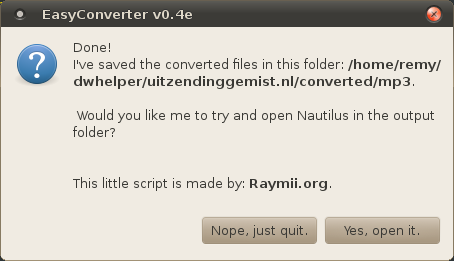 EasyConverter v0.4e
Done!
I've saved the converted files in this folder: /home/remy/
dwhelper/uitzendinggemist.nl/converted/mp3.
Would you like me to try and open Nautilus in the output
folder?
This little script is made by: Raymii.org.
Nope, just quit.
Yes, open it.